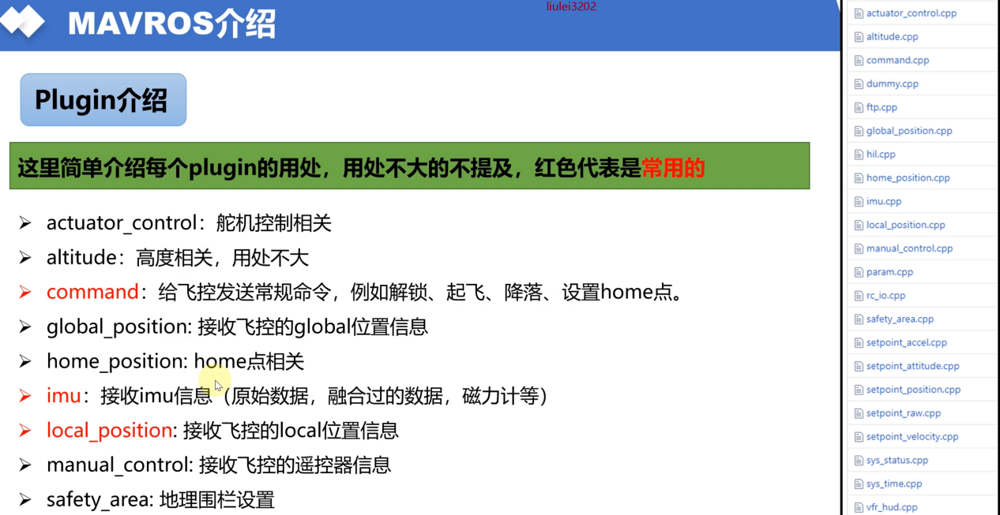 liulei3202
MAVROS介绍
Plugin介绍
这里简单介绍每个plugin的用处，用处不大的不提及，红色代表是常用的
actuator_control：舵机控制相关
altitude：高度相关，用处不大
command：给飞控发送常规命令，例如解锁、起飞、降落、设置home点。
global_position: 接收飞控的global位置信息
home_position: home点相关
imu：接收imu信息（原始数据，融合过的数据，磁力计等）
local_position: 接收飞控的local位置信息
manual_control: 接收飞控的遥控器信息
safety_area: 地理围栏设置
actuator_control.cpp
altitude.cpp
command.cpp
dummy.cpp
ftp.cpp
global_position.cpp
hil.cpp
home_position.cpp
imu.cpp
local_position.cpp
manual_control.cpp
param.cpp
rc_io.cpp
safety_area.cpp
setpoint_accel.cpp
setpoint_attitude.cpp
setpoint_position.cpp
setpoint_raw.cpp
setpoint_velocity.cpp
sys_status.cpp
sys_time.cpp
vfr_hud.cpp